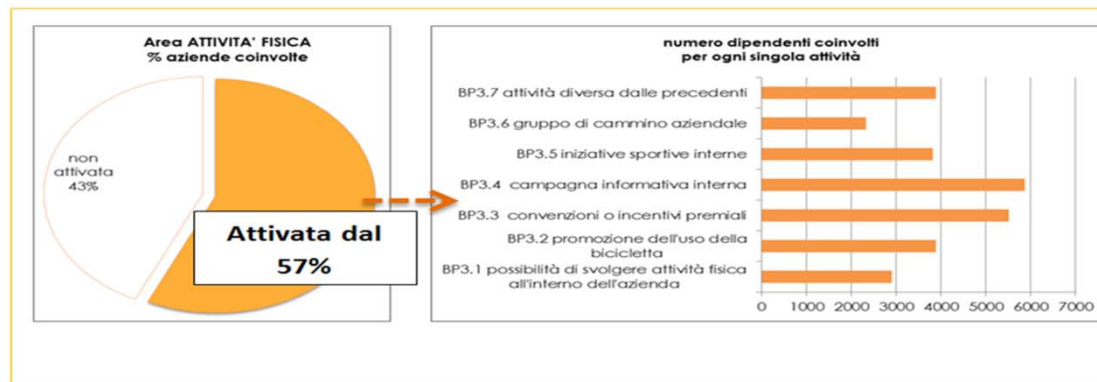 Area ATTIVITA' FISICA
% aziende coinvolte
non
attivata
43%
Attivata dal
57%
numero dipendenti coinvolti
per ogni singola attività
BP3.7 attività diversa dalle precedenti
BP3.6 gruppo di cammino aziendale
BP3.5 iniziative sportive interne
BP3.4 campagna informativa interna
BP3.3 convenzioni o incentivi premiali
BP3.2 promozione dell'uso della
bicicletta
BP3.1 possibilità di svolgere attività fisica
all'interno dell'azienda
0 1000 2000 3000 4000 5000 6000 7000